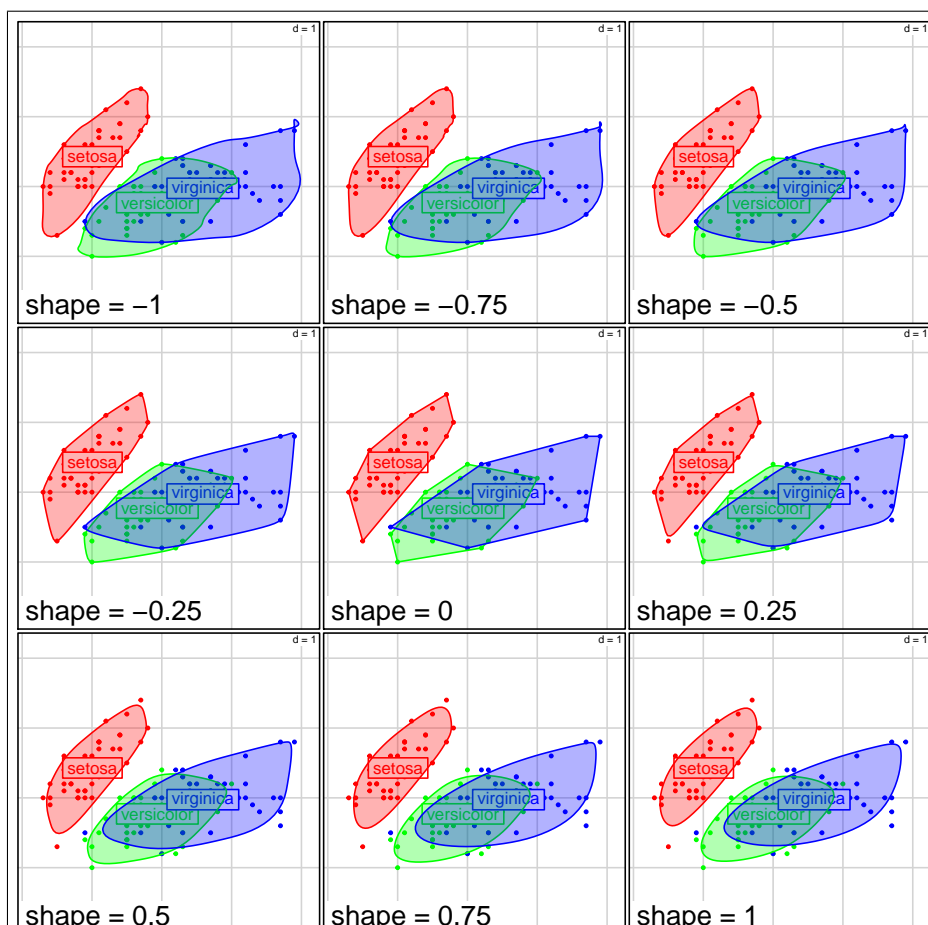 d = 1
setosa
virginica
versicolor
shape = −1
d = 1
setosa
virginica
versicolor
shape = −0.75
d = 1
setosa
virginica
versicolor
shape = −0.5
d = 1
setosa
virginica
versicolor
shape = −0.25
d = 1
setosa
virginica
versicolor
shape = 0
d = 1
setosa
virginica
versicolor
shape = 0.25
d = 1
setosa
virginica
versicolor
shape = 0.5
d = 1
setosa
virginica
versicolor
shape = 0.75
d = 1
setosa
virginica
versicolor
shape = 1